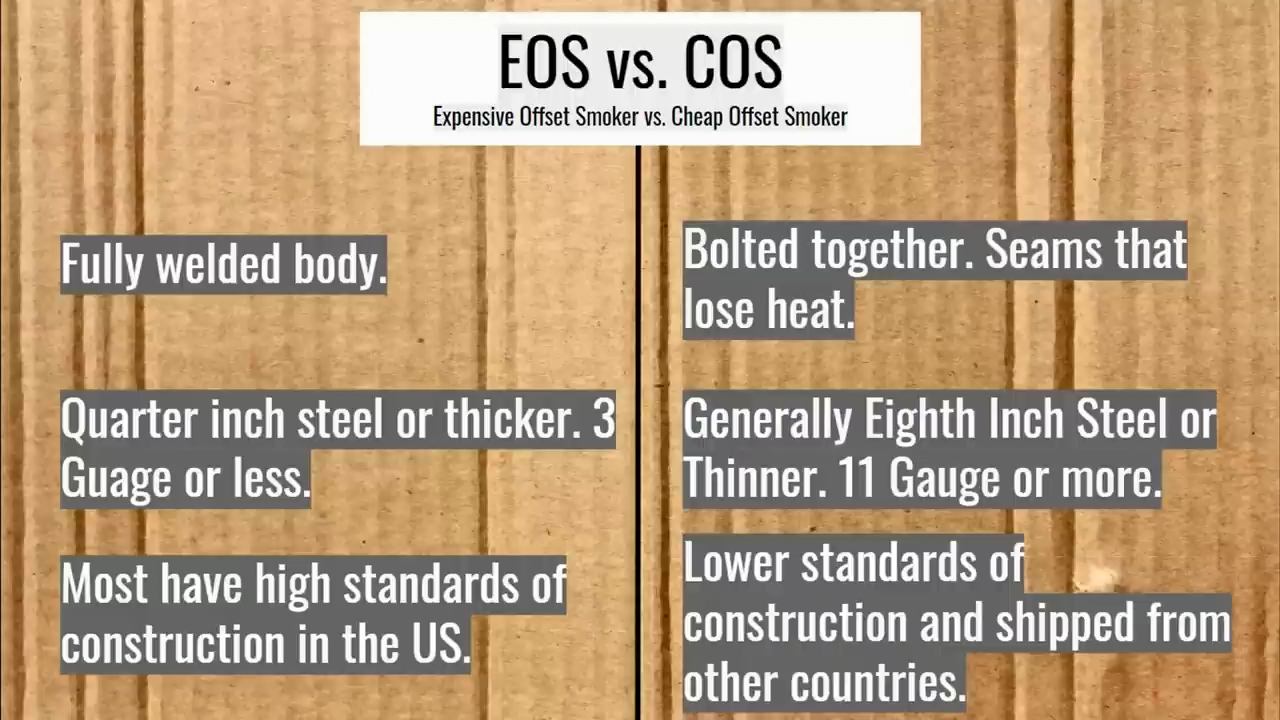 EOS vs. COS
Expensive Offset Smoker vs. Cheap Offset Smoker
Fully welded body.
Quarter inch steel or thicker. 3
Guage or less.
Most have high standards of
construction in the US.
Bolted together. Seams that
lose heat.
Generally Eighth Inch Steel or
Thinner. 11 Gauge or more.
Lower standards of
construction and shipped from
other countries.